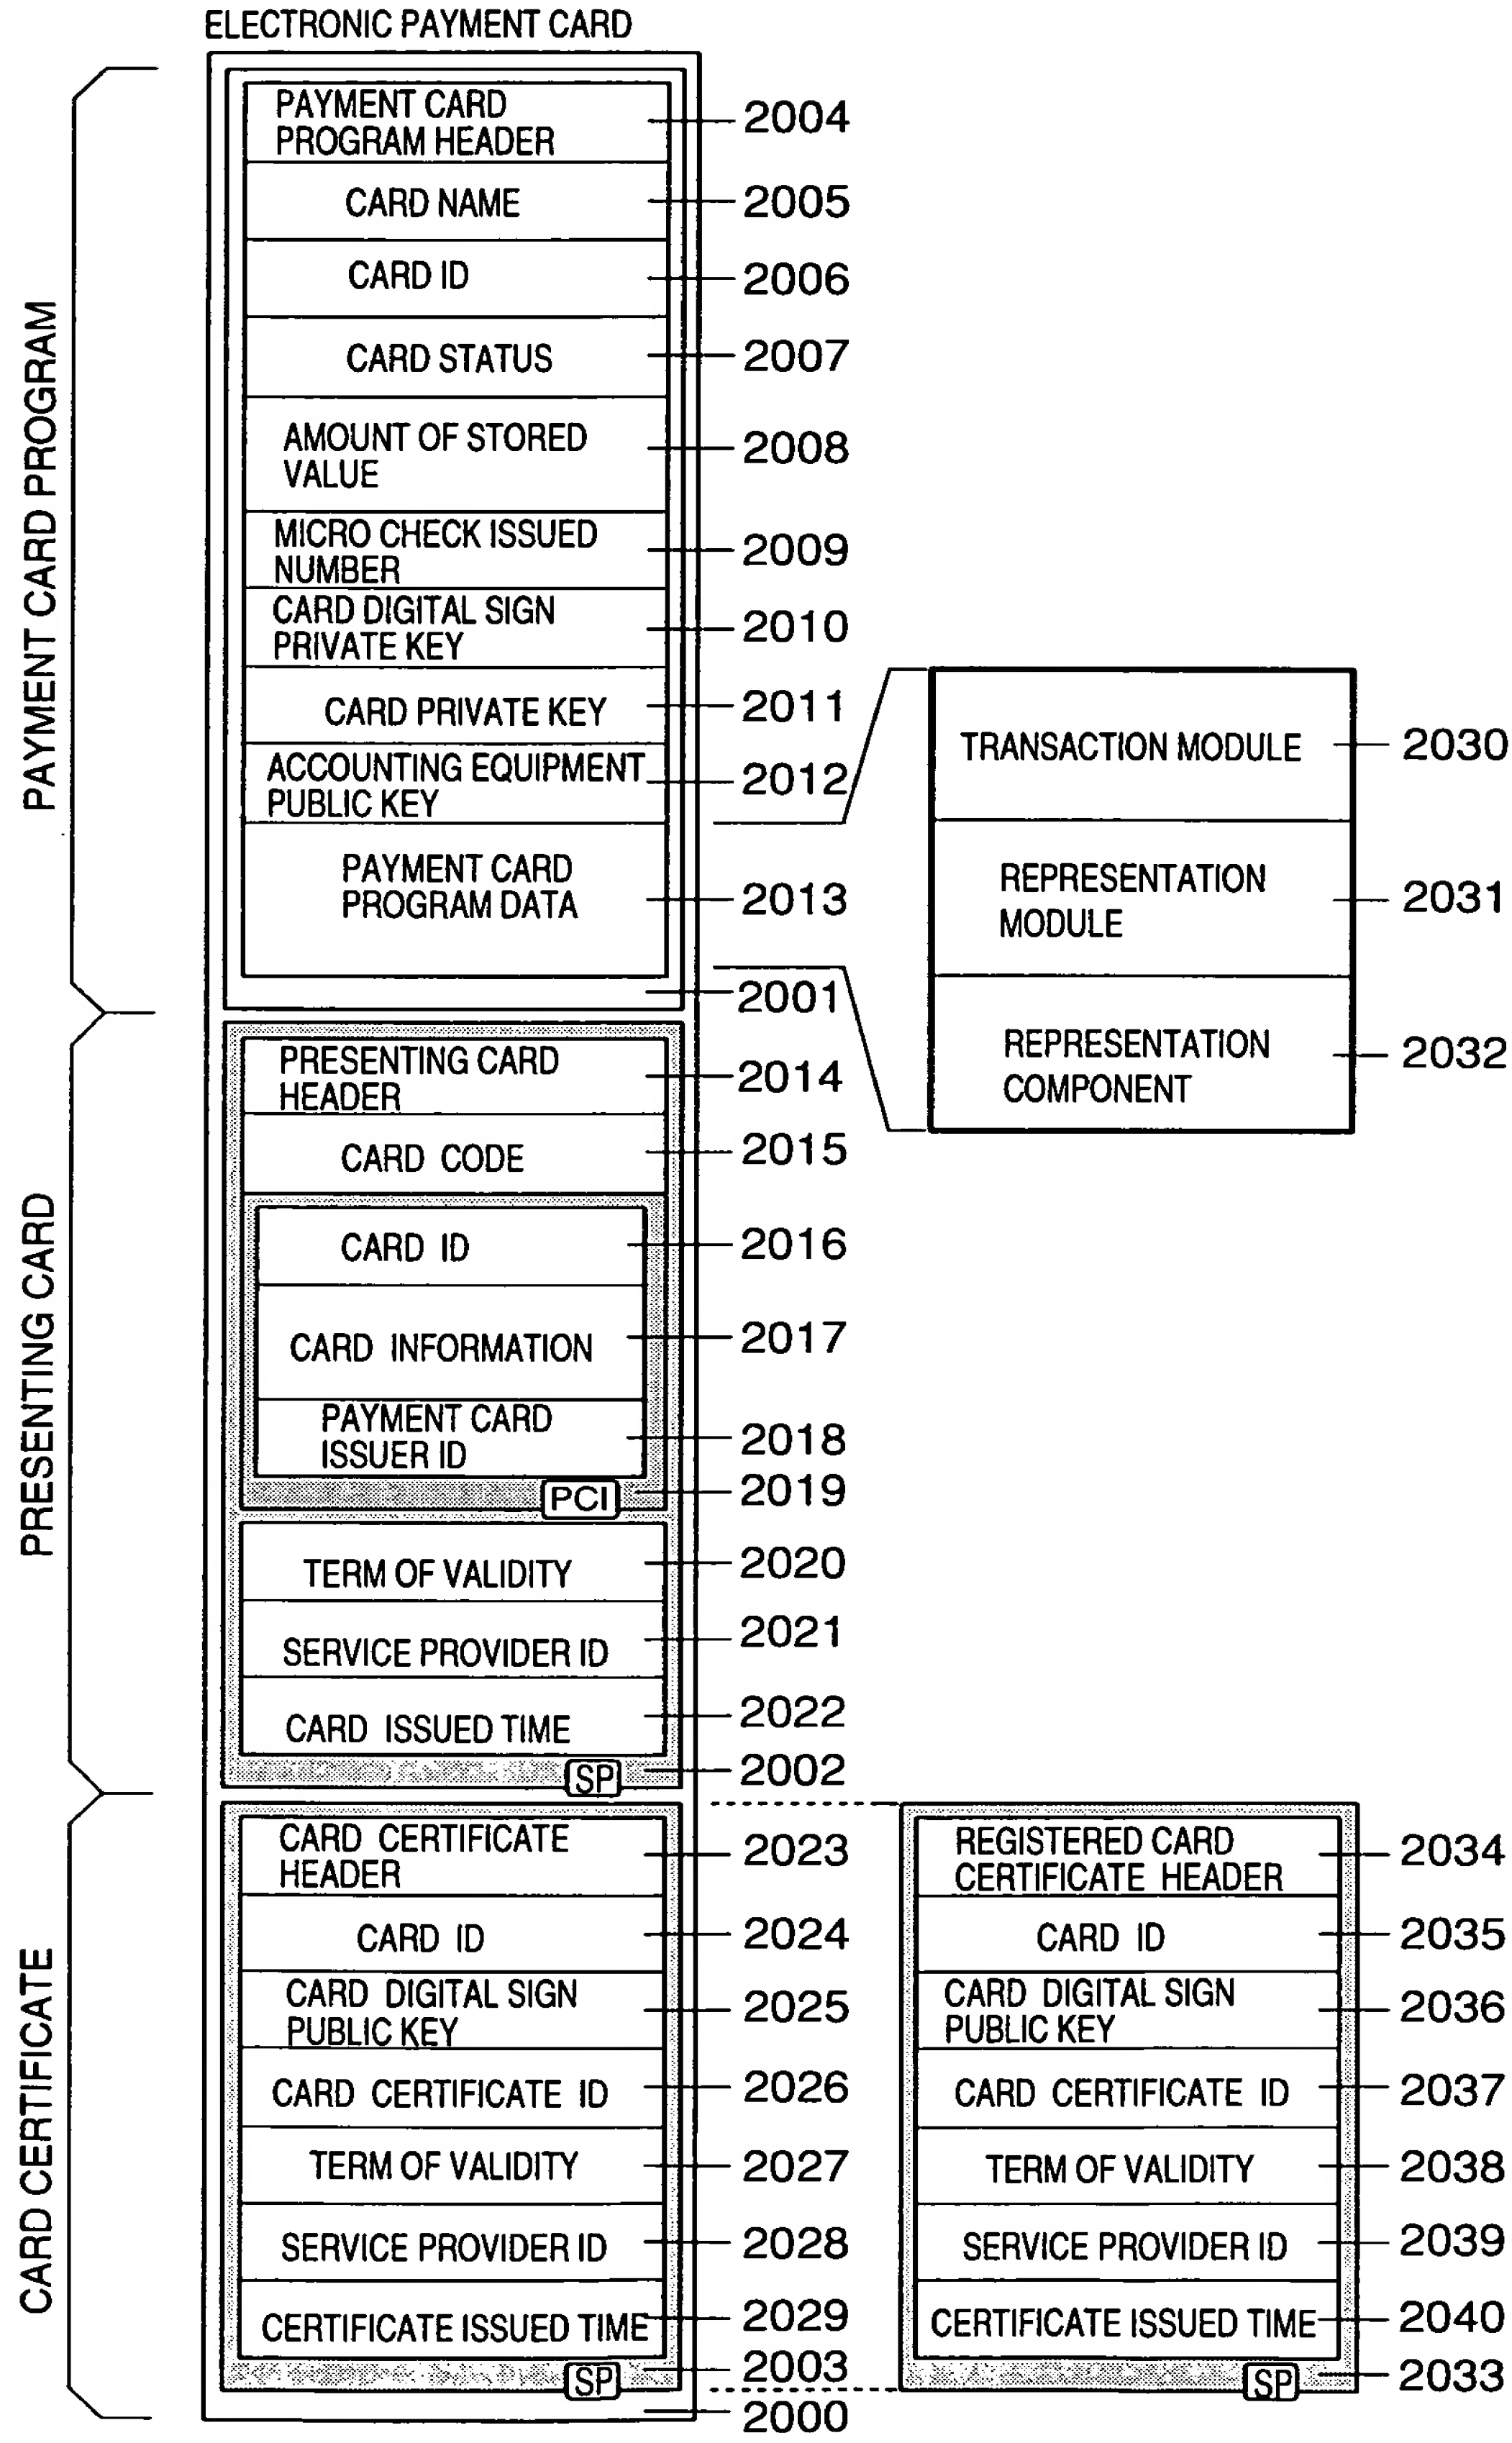 ELECTRONIC PAYMENT CARD
PAYMENT CARD PROGRAM
PAYMENT CARD
PROGRAM HEADER
2004
CARD NAME
2005
CARD ID
2006
CARD STATUS
2007
AMOUNT OF STORED
VALUE
2008
MICRO CHECK ISSUED
NUMBER
2009
CARD DIGITAL SIGN
PRIVATE KEY
2010
CARD PRIVATE KEY
2011
ACCOUNTING EQUIPMENT
PUBLIC KEY
2012
PAYMENT CARD
PROGRAM DATA
2013
2001
TRANSACTION MODULE
2030
REPRESENTATION
MODULE
2031
REPRESENTATION
COMPONENT
2032
PRESENTING CARD
PRESENTING CARD
HEADER
2014
CARD CODE
2015
CARD ID
2016
CARD INFORMATION
2017
PAYMENT CARD
ISSUER ID
2018
PCI
2019
TERM OF VALIDITY
2020
SERVICE PROVIDER ID
2021
CARD ISSUED TIME
2022
SP
2002
CARD CERTIFICATE
CARD CERTIFICATE
HEADER
2023
CARD ID
2024
CARD DIGITAL SIGN
PUBLIC KEY
2025
CARD CERTIFICATE ID
2026
TERM OF VALIDITY
2027
SERVICE PROVIDER ID
2028
CERTIFICATE ISSUED TIME
2029
SP
2003
2000
REGISTERED CARD
CERTIFICATE HEADER
2034
CARD ID
2035
CARD DIGITAL SIGN
PUBLIC KEY
2036
CARD CERTIFICATE ID
2037
TERM OF VALIDITY
2038
SERVICE PROVIDER ID
2039
CERTIFICATE ISSUED TIME
2040
SP
2033